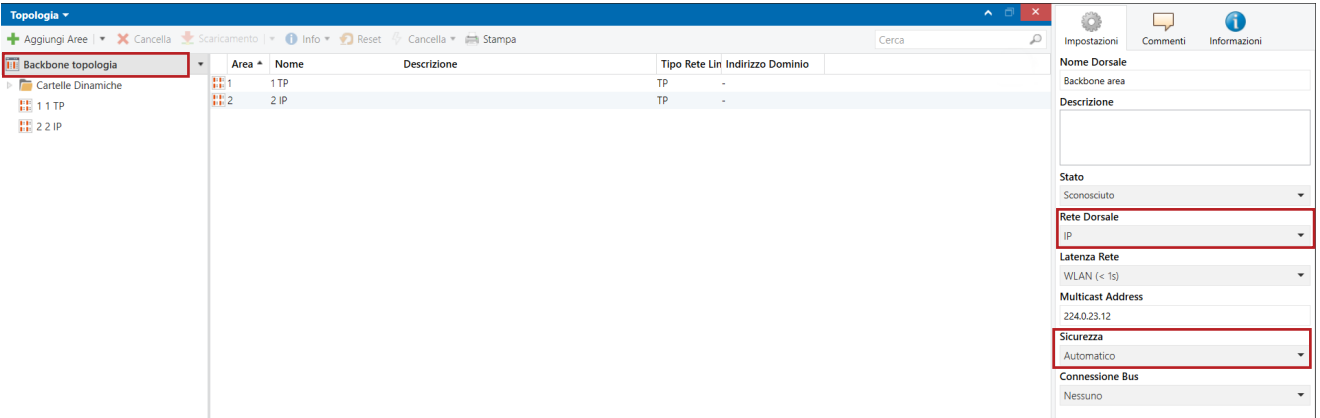 Topologia
Aggiungi Aree Cancella Scaricamento Info Reset Cancella Stampa
Cerca
Backbone topologia
Cartelle Dinamiche
1 1 TP
2 2 IP
Area Nome Descrizione Tipo Rete Lin Indirizzo Dominio
1 1 TP TP -
2 2 IP TP -
Impostazioni Commenti Informazioni
Nome Dorsale
Backbone area
Descrizione
Stato
Sconosciuto
Rete Dorsale
IP
Latenza Rete
WLAN (< 1s)
Multicast Address
224.0.23.12
Sicurezza
Automatico
Connessione Bus
Nessuno